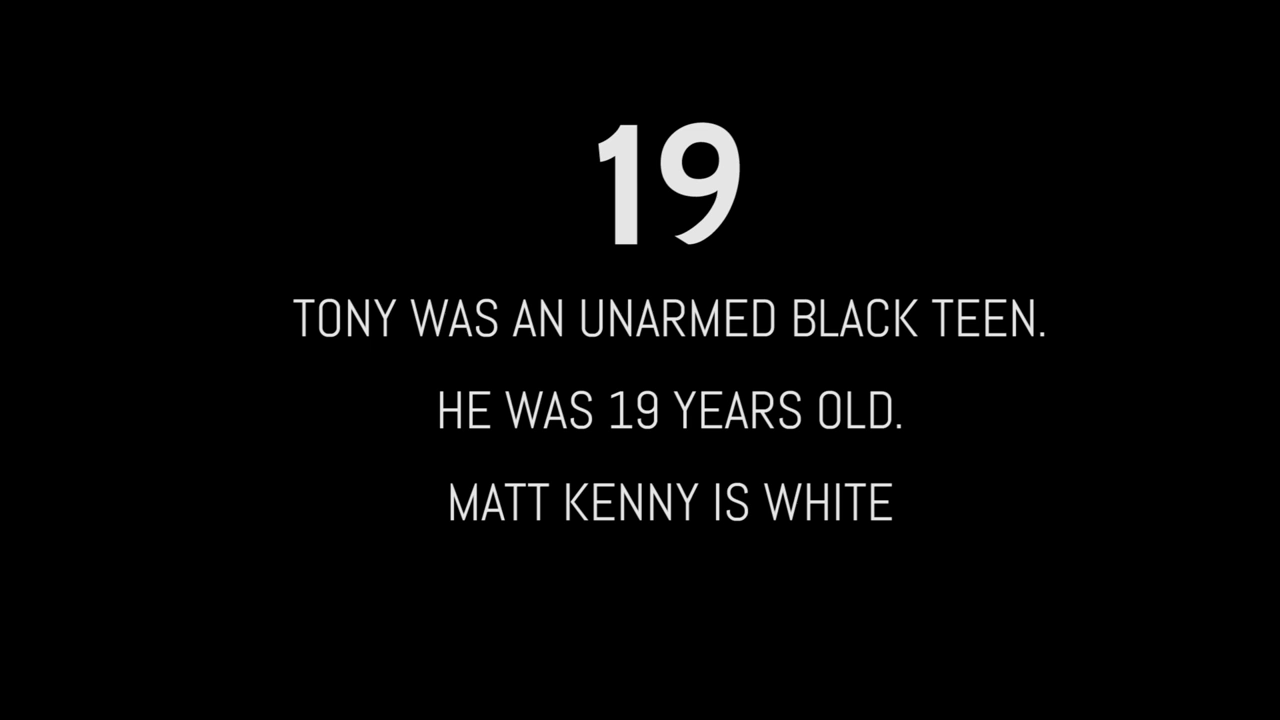 19
TONY WAS AN UNARMED BLACK TEEN.
HE WAS 19 YEARS OLD.
MATT KENNY IS WHITE